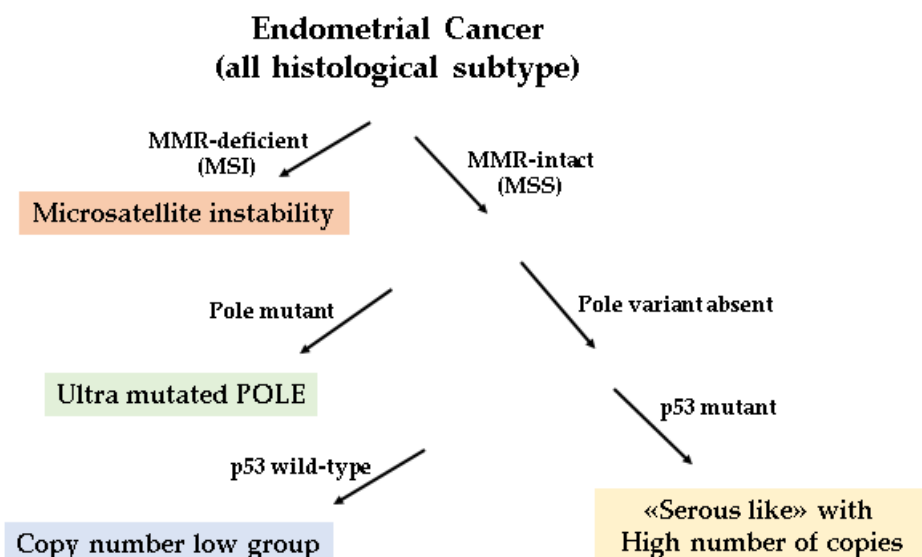 Endometrial Cancer
(all histological subtype)
MMR-deficient
(MSI)
MMR-intact
(MSS)
Microsatellite instability
Pole mutant
Pole variant absent
Ultra mutated POLE
p53 mutant
p53 wild-type
«Serous like» with
High number of copies
Copy number low group